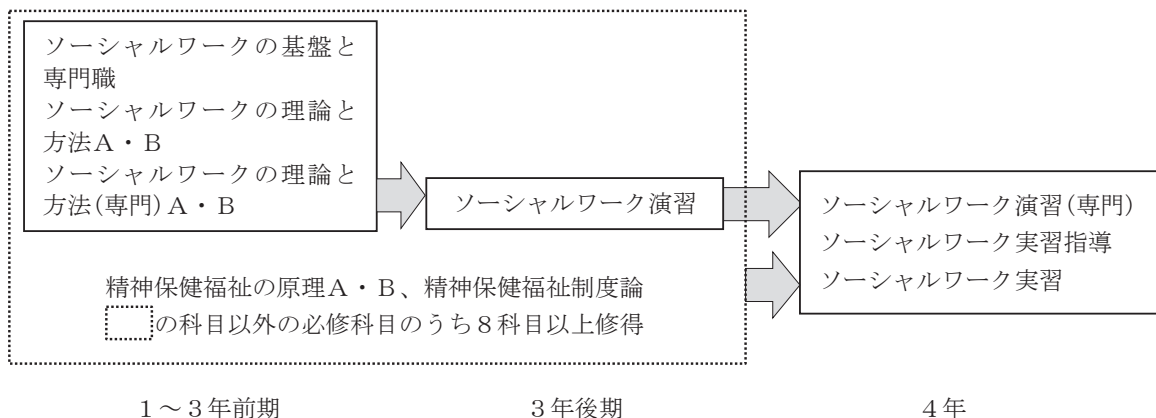 ソーシャルワークの基盤と
専門職
ソーシャルワークの理論と
方法A・B
ソーシャルワークの理論と
方法(専門)A・B
ソーシャルワーク演習
ソーシャルワーク演習(専門)
ソーシャルワーク実習指導
ソーシャルワーク実習
精神保健福祉の原理A・B、精神保健福祉制度論
の科目以外の必修科目のうち8科目以上修得
1～3年前期
3年後期
4年